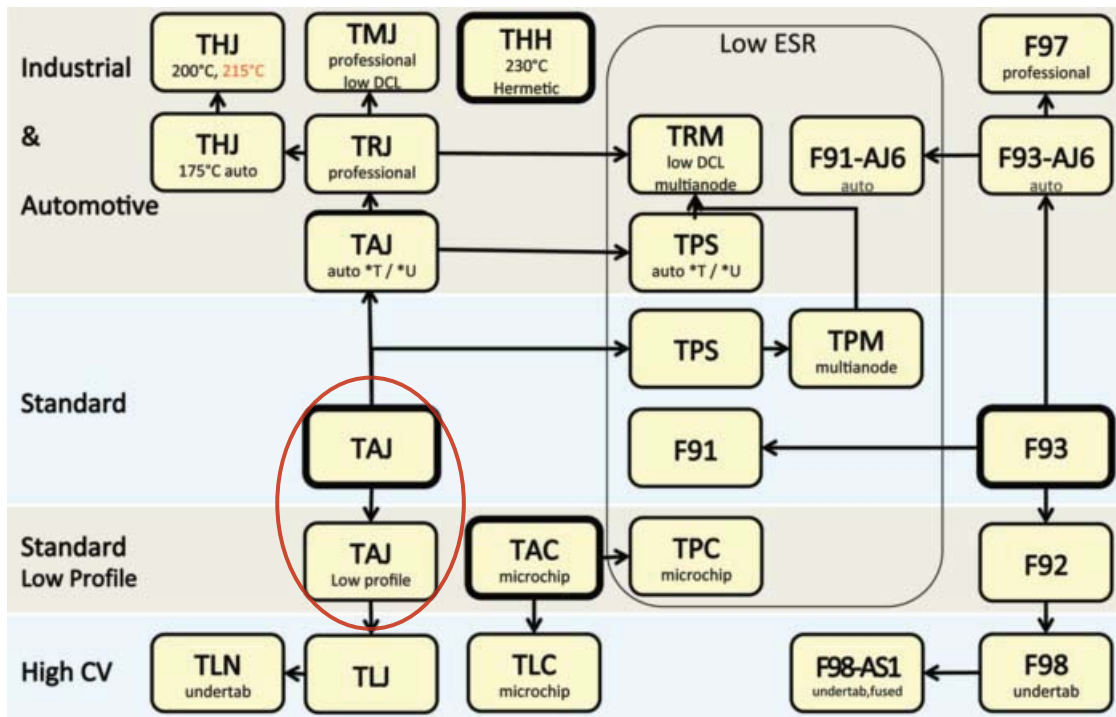 Industrial
&
Automotive
THJ
200°C, 215°C
TMJ
professional
low DCL
THH
230°C
Hermetic
Low ESR
F97
professional
THJ
175°C auto
TRJ
professional
TRM
low DCL
multianode
F91-AJ6
auto
F93-AJ6
auto
TAJ
auto *T / *U
TPS
auto *T / *U
Standard
TPS
TPM
multianode
TAJ
F91
F93
Standard
Low Profile
TAJ
Low profile
TAC
microchip
TPC
microchip
F92
High CV
TLN
undertab
TLJ
TLC
microchip
F98-AS1
undertab,fused
F98
undertab